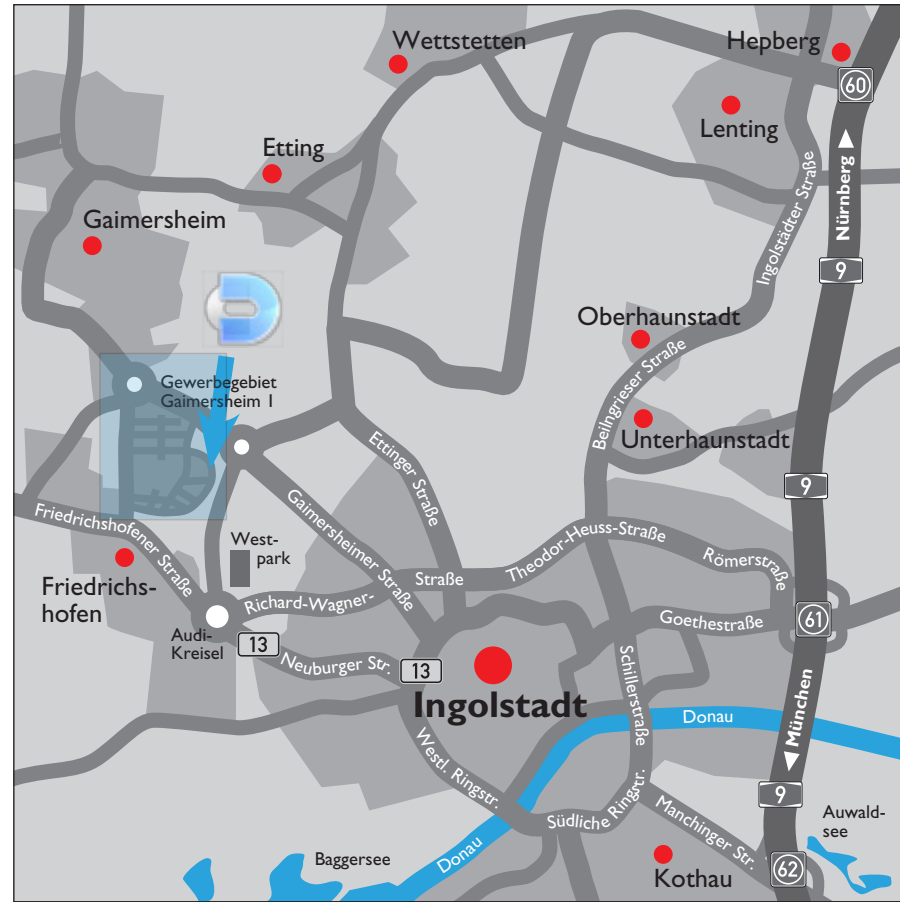 Wettstetten
Hepberg
60
Lenting
Etting
Nürnberg
Ingolstädter Straße
Gaimersheim
9
Oberhaunstadt
Beilngrieser Straße
Gewerbegebiet
Gaimersheim I
Unterhaunstadt
Ettinger Straße
9
Gaimersheimer Straße
Friedrichshofener Straße
West-
park
Theodor-Heuss-Straße
Römerstraße
Friedrichs-
hofen
Richard-Wagner-
Straße
Goethestraße
61
Audi-
Kreisel
13
Neuburger Str.
13
Schillerstraße
Ingolstadt
Donau
München
Westl. Ringstr.
9
Südliche Ringstr.
Manchinger Str.
Auwald-
see
Baggersee
Donau
Kothau
62